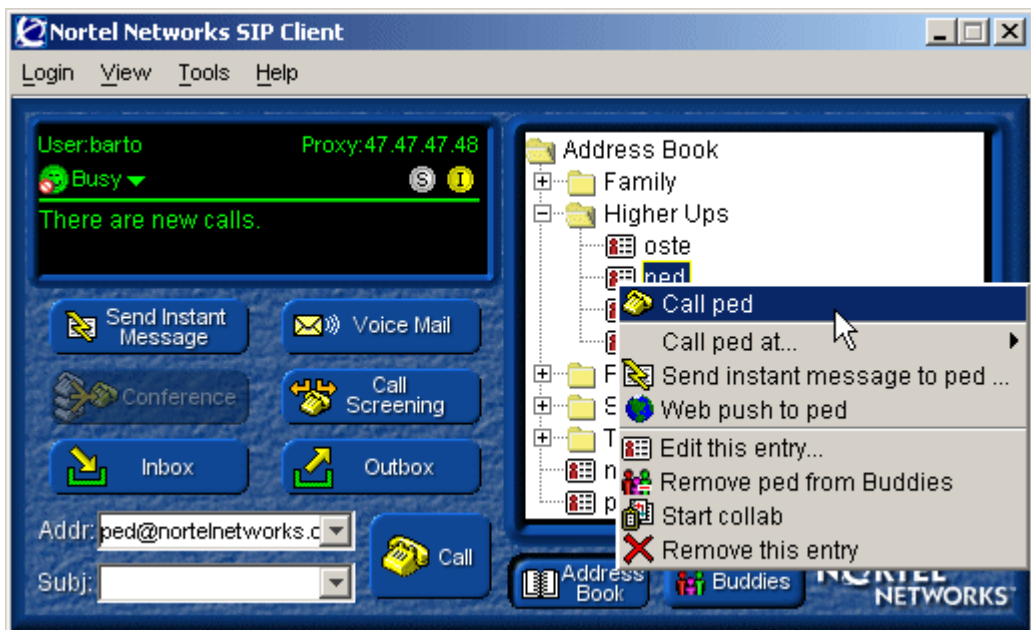 Nortel Networks SIP Client
Login View Tools Help
User:barto Proxy:47.47.47.48
Busy S I
There are new calls.
Send Instant
Message
Voice Mail
Conference
Call
Screening
Inbox
Outbox
Addr: ped@nortelnetworks.c
Subj:
Call
Address Book
Family
Higher Ups
oste
ped
F
S
T
n
p
Call ped
Call ped at...
Send instant message to ped ...
Web push to ped
Edit this entry...
Remove ped from Buddies
Start collab
Remove this entry
Address
Book
Buddies
NORTEL
NETWORKS